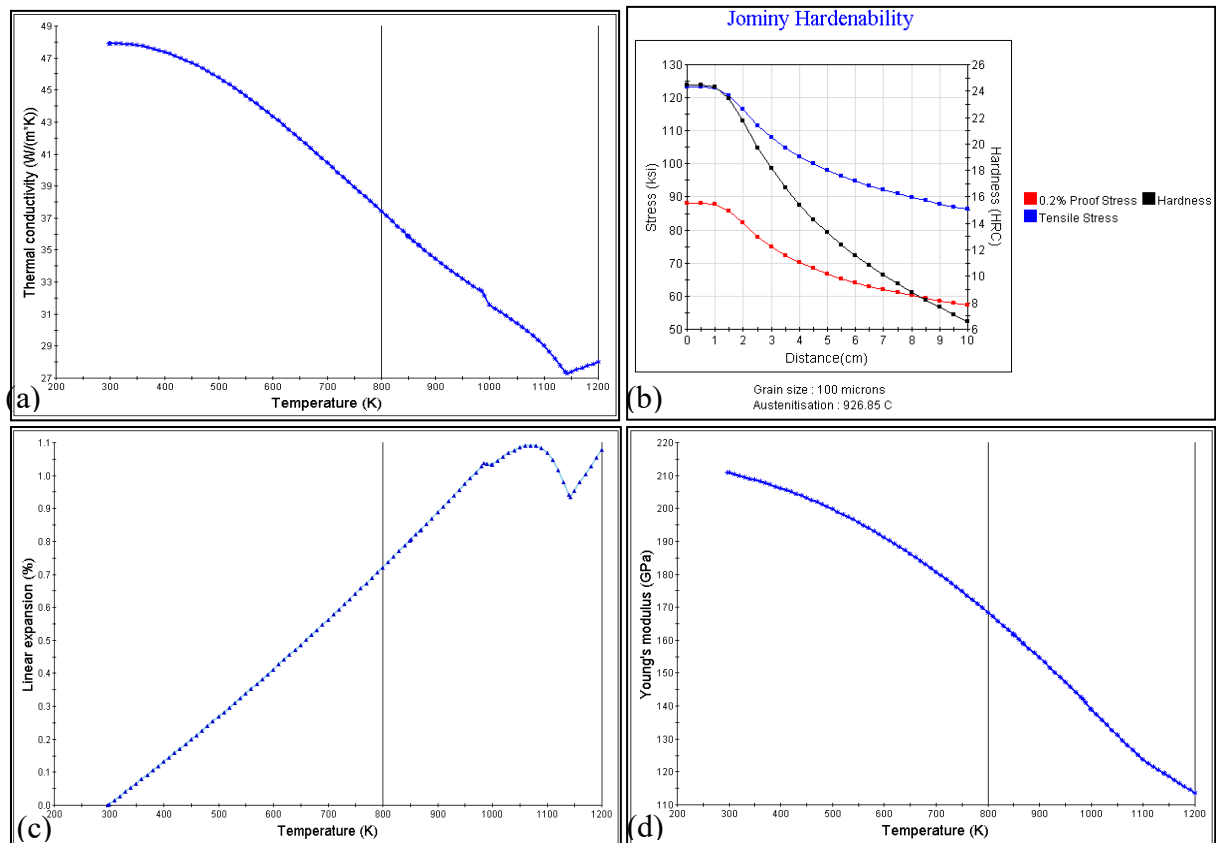 49
47
45
43
41
39
37
35
33
31
29
27
Thermal conductivity (W/(m*K)
200 300 400 500 600 700 800 900 1000 1100 1200
Temperature (K)
(a)
Jominy Hardenability
130
120
110
100
90
80
70
60
50
Stress (ksi)
26
24
22
20
18
16
14
12
10
8
6
Hardness (HRC)
0 1 2 3 4 5 6 7 8 9 10
Distance(cm)
0.2% Proof Stress Hardness
Tensile Stress
Grain size : 100 microns
Austenitisation : 926.85 C
(b)
1.1
1.0
0.9
0.8
0.7
0.6
0.5
0.4
0.3
0.2
0.1
0.0
Linear expansion (%)
200 300 400 500 600 700 800 900 1000 1100 1200
Temperature (K)
(c)
220
210
200
190
180
170
160
150
140
130
120
110
Young's modulus (GPa)
200 300 400 500 600 700 800 900 1000 1100 1200
Temperature (K)
(d)